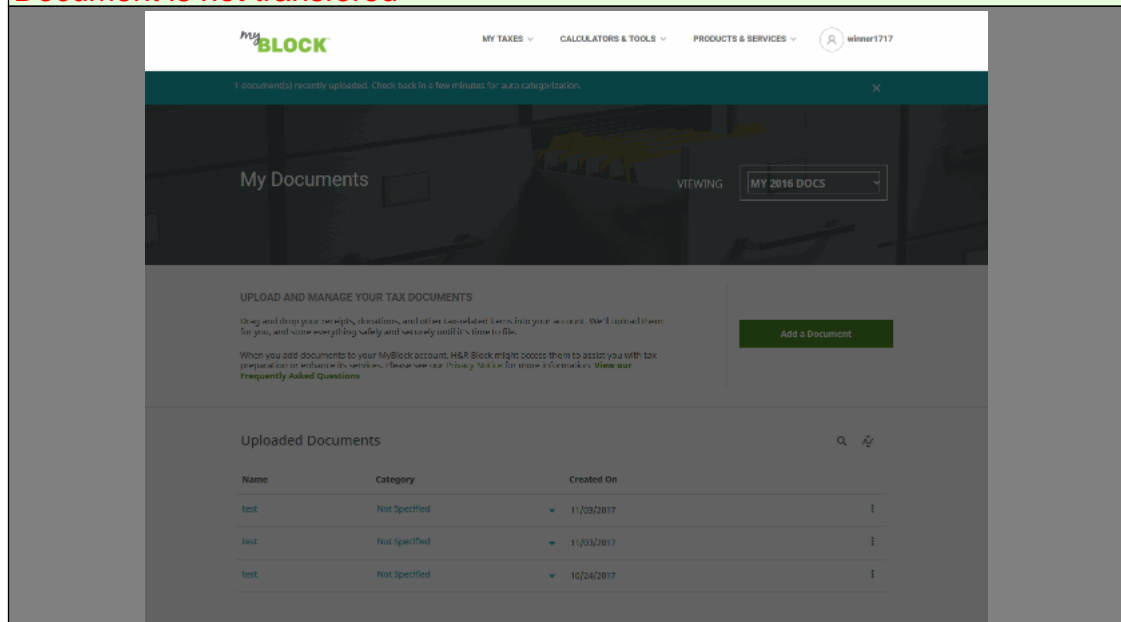 Document is not transfered
my BLOCK
MY TAXES CALCULATORS & TOOLS PRODUCTS & SERVICES winner1717
1 document(s) recently uploaded. Check back in a few minutes for auto categorization.
My Documents
VIEWING MY 2016 DOCS
UPLOAD AND MANAGE YOUR TAX DOCUMENTS
Drag and drop your receipts, donations, and other tax-related items into your account. We'll upload them
for you, and store everything safely and securely until it's time to file.
Add a Document
When you add documents to your MyBlock account, H&R Block might access them to assist you with tax
preparation or enhance its services. Please see our Privacy Notice for more information. View our
Frequently Asked Questions
Uploaded Documents
Name Category Created On
test Not Specified 11/03/2017
test Not Specified 11/03/2017
test Not Specified 10/24/2017